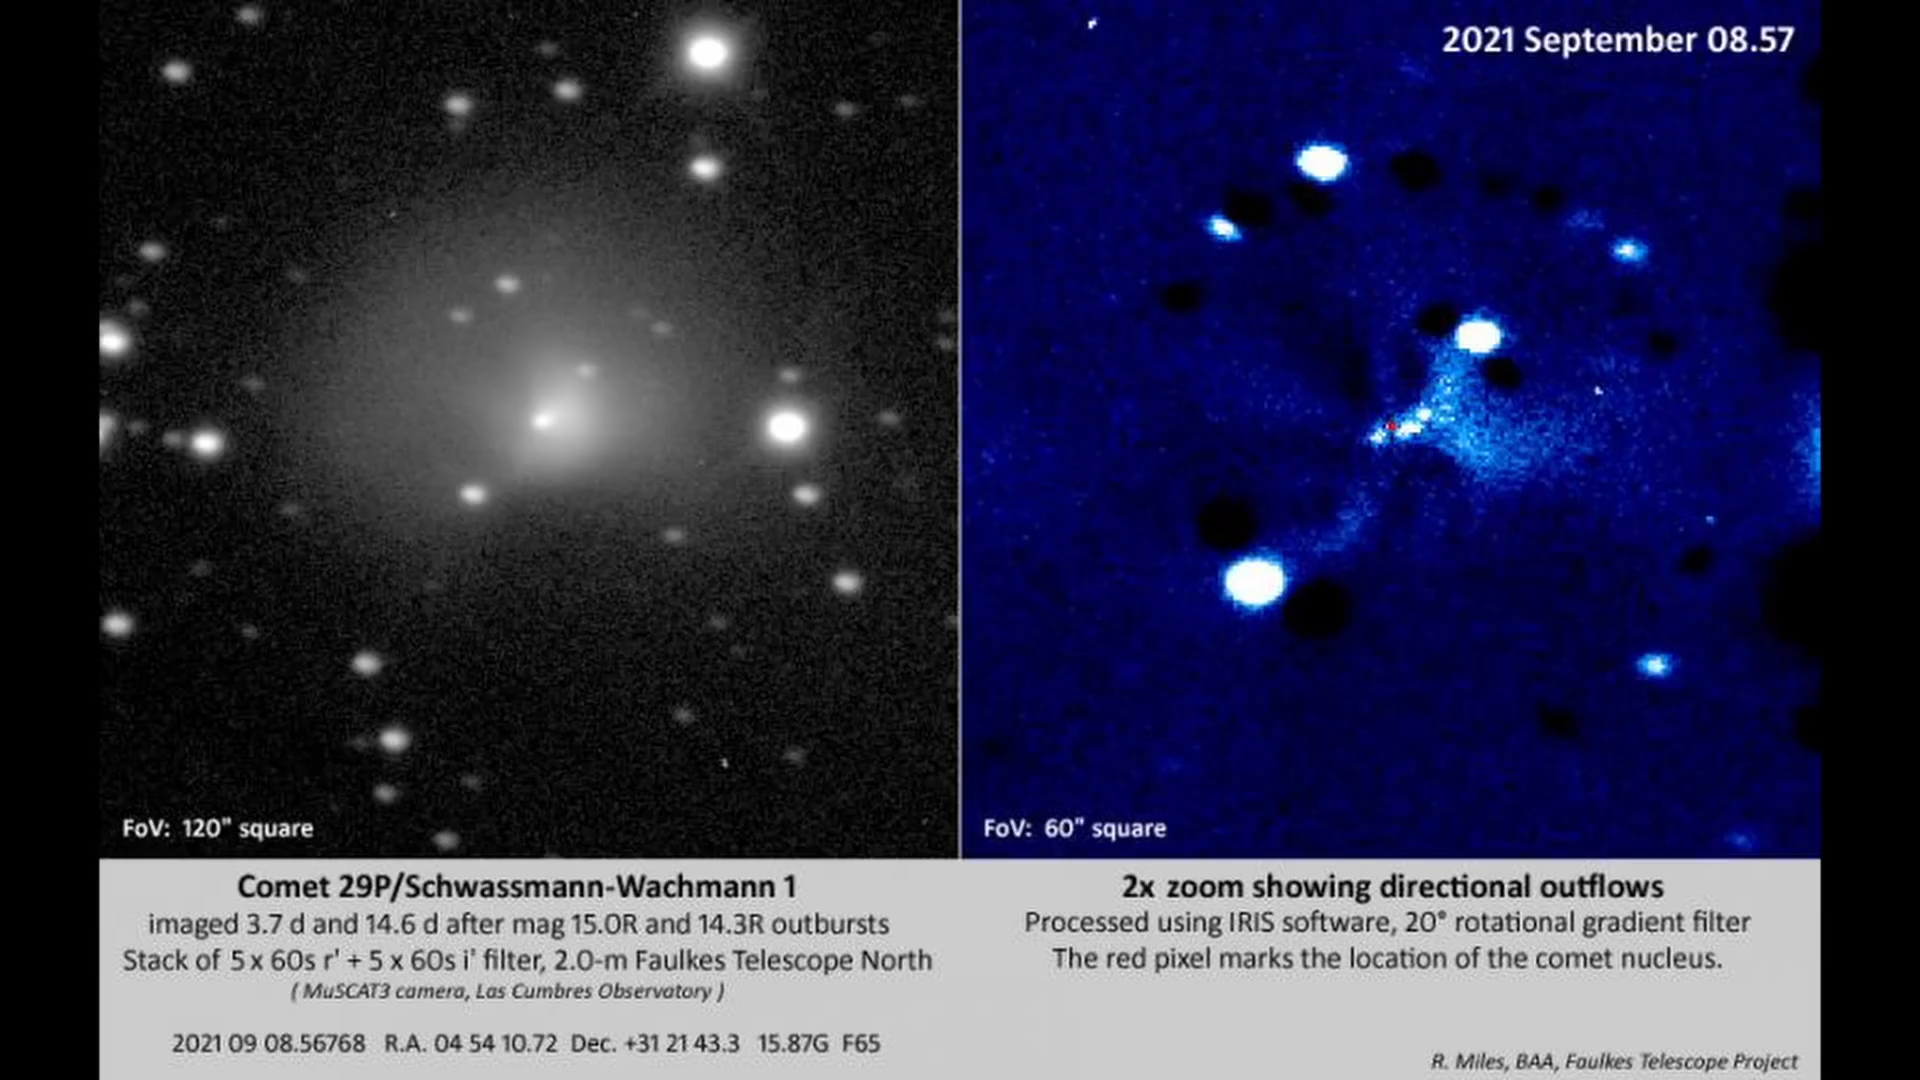 2021 September 08.57
FoV: 120" square
FoV: 60" square
Comet 29P/Schwassmann-Wachmann 1
imaged 3.7 d and 14.6 d after mag 15.0R and 14.3R outbursts
Stack of 5 x 60s r' + 5 x 60s i' filter, 2.0-m Faulkes Telescope North
( MuSCAT3 camera, Las Cumbres Observatory )
2021 09 08.56768 R.A. 04 54 10.72 Dec. +31 21 43.3 15.87G F65
2x zoom showing directional outflows
Processed using IRIS software, 20° rotational gradient filter
The red pixel marks the location of the comet nucleus.
R. Miles, BAA, Faulkes Telescope Project